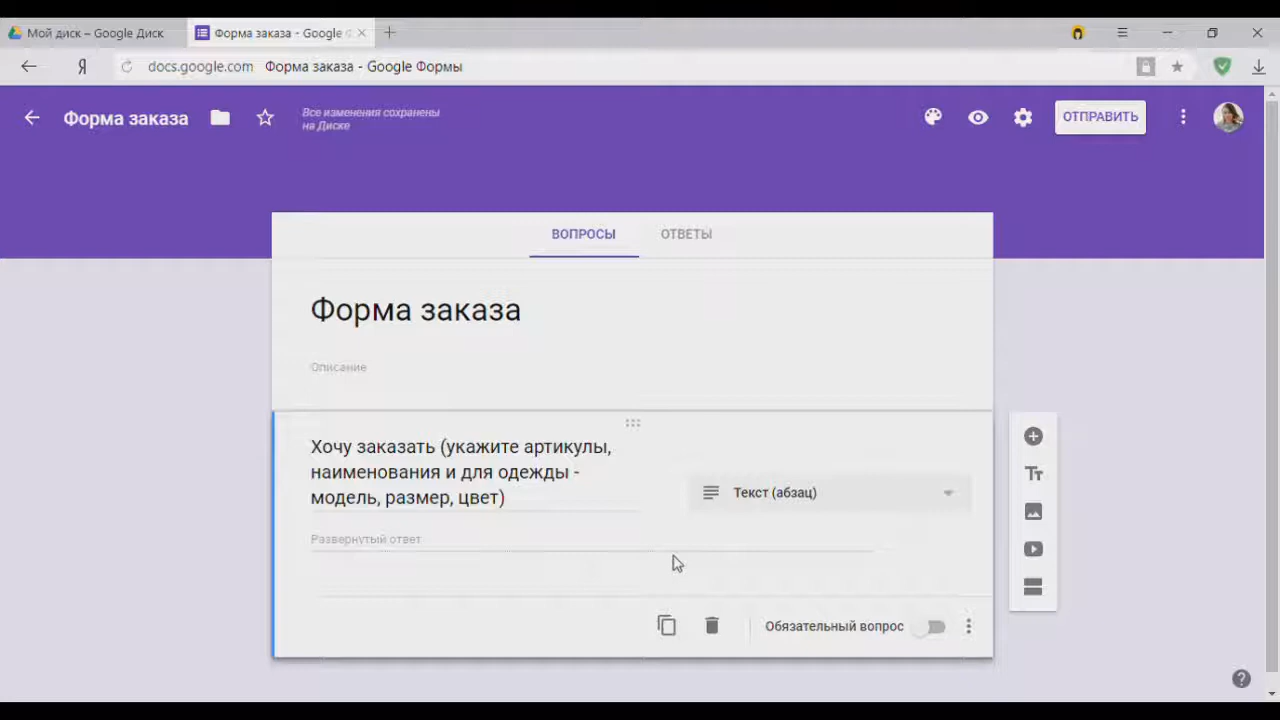 Мой диск – Google Диск
Форма заказа - Google
docs.google.com Форма заказа - Google Формы
Форма заказа
Все изменения сохранены
на Диске
ОТПРАВИТЬ
ВОПРОСЫ ОТВЕТЫ
Форма заказа
Описание
Хочу заказать (укажите артикулы,
наименования и для одежды -
модель, размер, цвет)
Текст (абзац)
Развернутый ответ
Обязательный вопрос